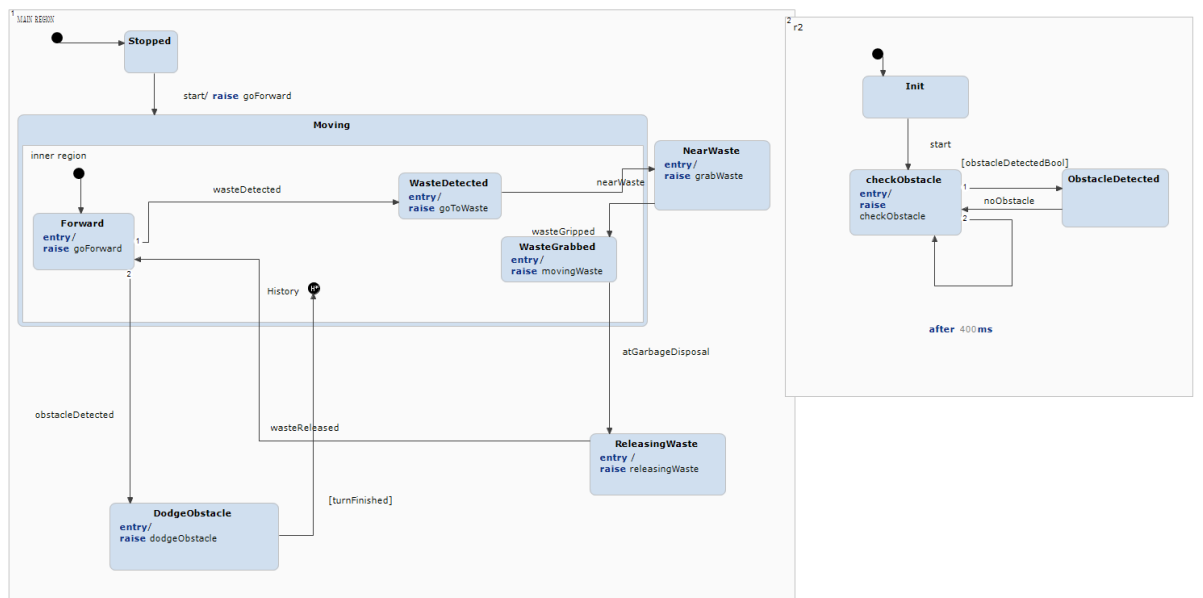 1
MAIN REGION
Stopped
start/ raise goForward
Moving
inner region
Forward
entry/
raise goForward
1
2
wasteDetected
WasteDetected
entry/
raise goToWaste
nearWaste
NearWaste
entry/
raise grabWaste
wasteGripped
WasteGrabbed
entry/
raise movingWaste
History
H*
atGarbageDisposal
obstacleDetected
wasteReleased
ReleasingWaste
entry /
raise releasingWaste
[turnFinished]
DodgeObstacle
entry/
raise dodgeObstacle
2
r2
Init
start
[obstacleDetectedBool]
checkObstacle
entry/
raise
checkObstacle
1
2
noObstacle
ObstacleDetected
after 400ms